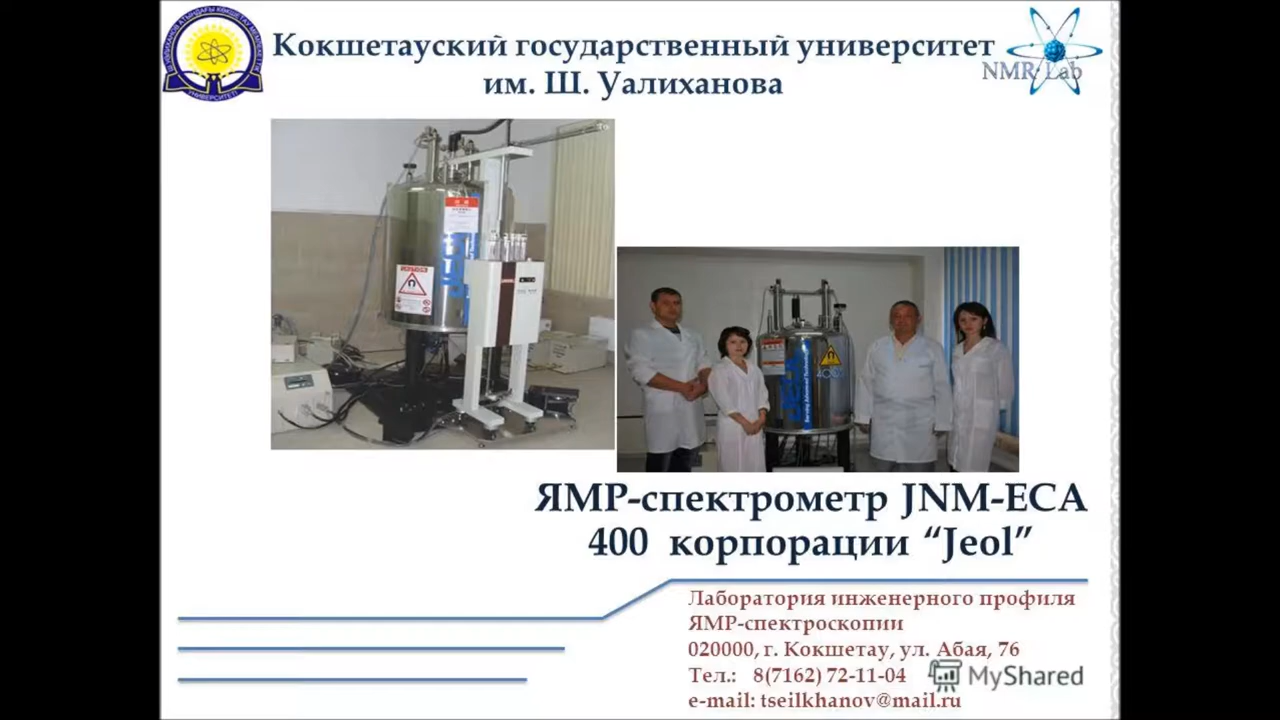 Кокшетауский государственный университет
им. Ш. Уалиханова
NMR Lab
ЯМР-спектрометр JNM-ECA
400 корпорации “Jeol”
Лаборатория инженерного профиля
ЯМР-спектроскопии
020000, г. Кокшетау, ул. Абая, 76
Тел.: 8(7162) 72-11-04
e-mail: tseilkhanov@mail.ru
MyShared